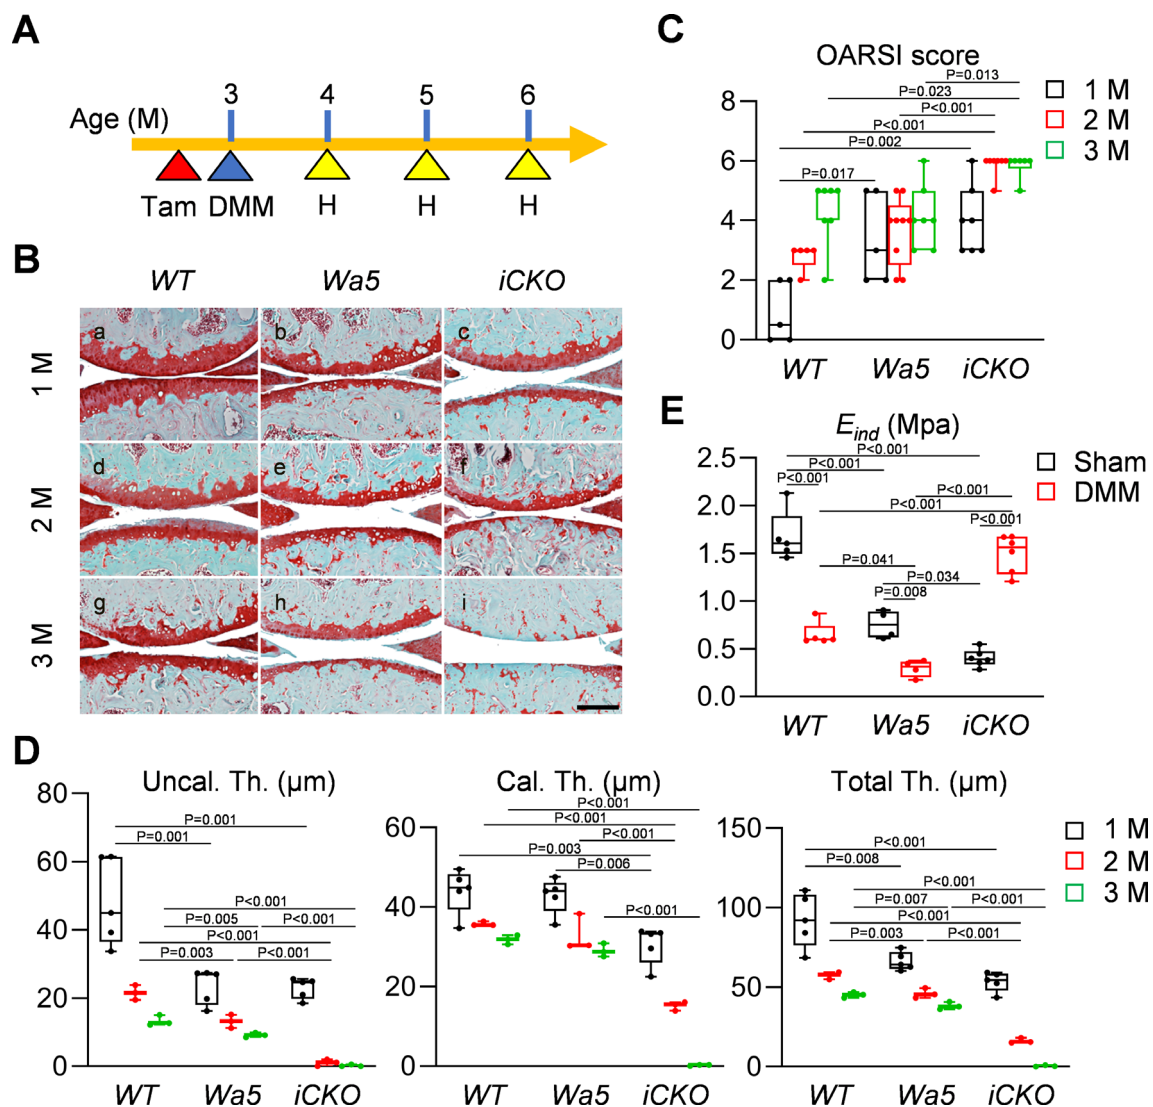 A
Age (M)
3
4
5
6
Tam
DMM
H
H
H
B
WT
Wa5
iCKO
1 M
a
b
c
2 M
d
e
f
3 M
g
h
i
C
OARSI score
P=0.013
P=0.023
P<0.001
P<0.001
P=0.002
P=0.017
8
6
4
2
0
WT
Wa5
iCKO
1 M
2 M
3 M
E
E_ind (Mpa)
P<0.001
P<0.001
P<0.001
P<0.001
P<0.001
P<0.001
P=0.041
P=0.034
P=0.008
2.5
2.0
1.5
1.0
0.5
0.0
WT
Wa5
iCKO
Sham
DMM
D
Uncal. Th. (µm)
P=0.001
P=0.001
P<0.001
P=0.005
P<0.001
P<0.001
P=0.003
P<0.001
80
60
40
20
0
WT
Wa5
iCKO
Cal. Th. (µm)
P<0.001
P<0.001
P<0.001
P=0.003
P=0.006
P<0.001
60
40
20
0
WT
Wa5
iCKO
Total Th. (µm)
P<0.001
P=0.008
P<0.001
P=0.007
P<0.001
P<0.001
P=0.003
P<0.001
150
100
50
0
WT
Wa5
iCKO
1 M
2 M
3 M